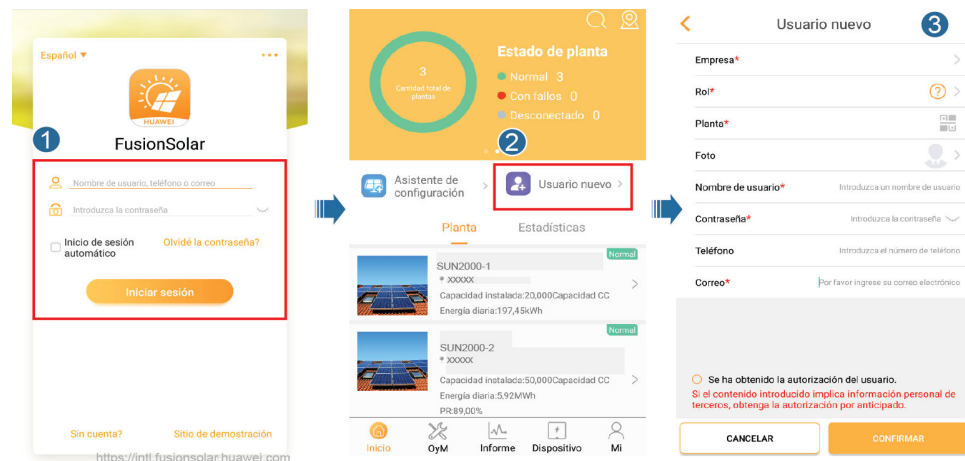 Español
HUAWEI
1
FusionSolar
Nombre de usuario, teléfono o correo
Introduzca la contraseña
Inicio de sesión automático
Olvidé la contraseña?
Iniciar sesión
Sin cuenta?
Sitio de demostración
https://intl.fusionsolar.huawei.com
Estado de planta
3
Cantidad total de
plantas
Normal 3
Con fallos 0
Desconectado 0
2
Asistente de
configuración
Usuario nuevo
Planta
Estadísticas
Normal
SUN2000-1
* XXXXX
Capacidad instalada:20,000Capacidad CC
Energía diaria:197,45kWh
Normal
SUN2000-2
* XXXXX
Capacidad instalada:50,000Capacidad CC
Energía diaria:5,92MWh
PR:89,00%
Inicio
OyM
Informe
Dispositivo
Mi
Usuario nuevo
3
Empresa*
Rol*
?
Planta*
Foto
Nombre de usuario*
Introduzca un nombre de usuario
Contraseña*
Introduzca la contraseña
Teléfono
Introduzca el número de teléfono
Correo*
Por favor ingrese su correo electrónico
Se ha obtenido la autorización del usuario.
Si el contenido introducido implica información personal de
terceros, obtenga la autorización por anticipado.
CANCELAR
CONFIRMAR